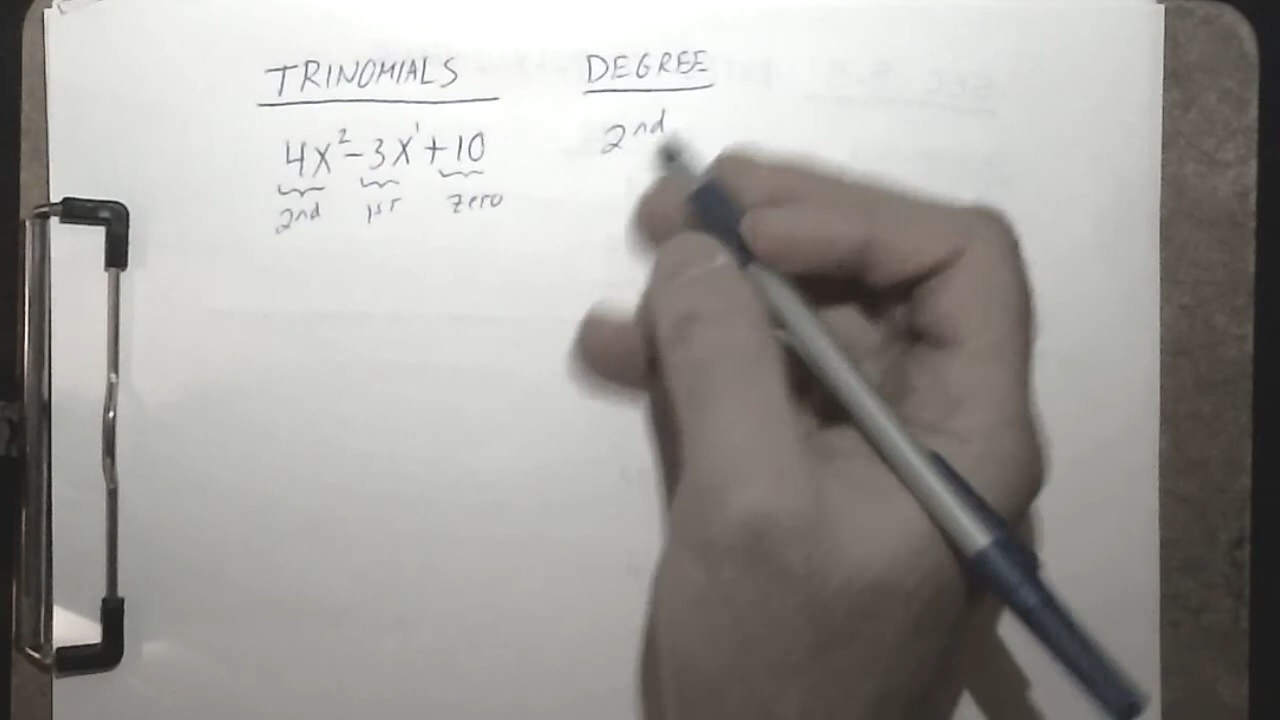 TRINOMIALS DEGREE
4x²-3x¹+10 2nd
2nd 1st zero